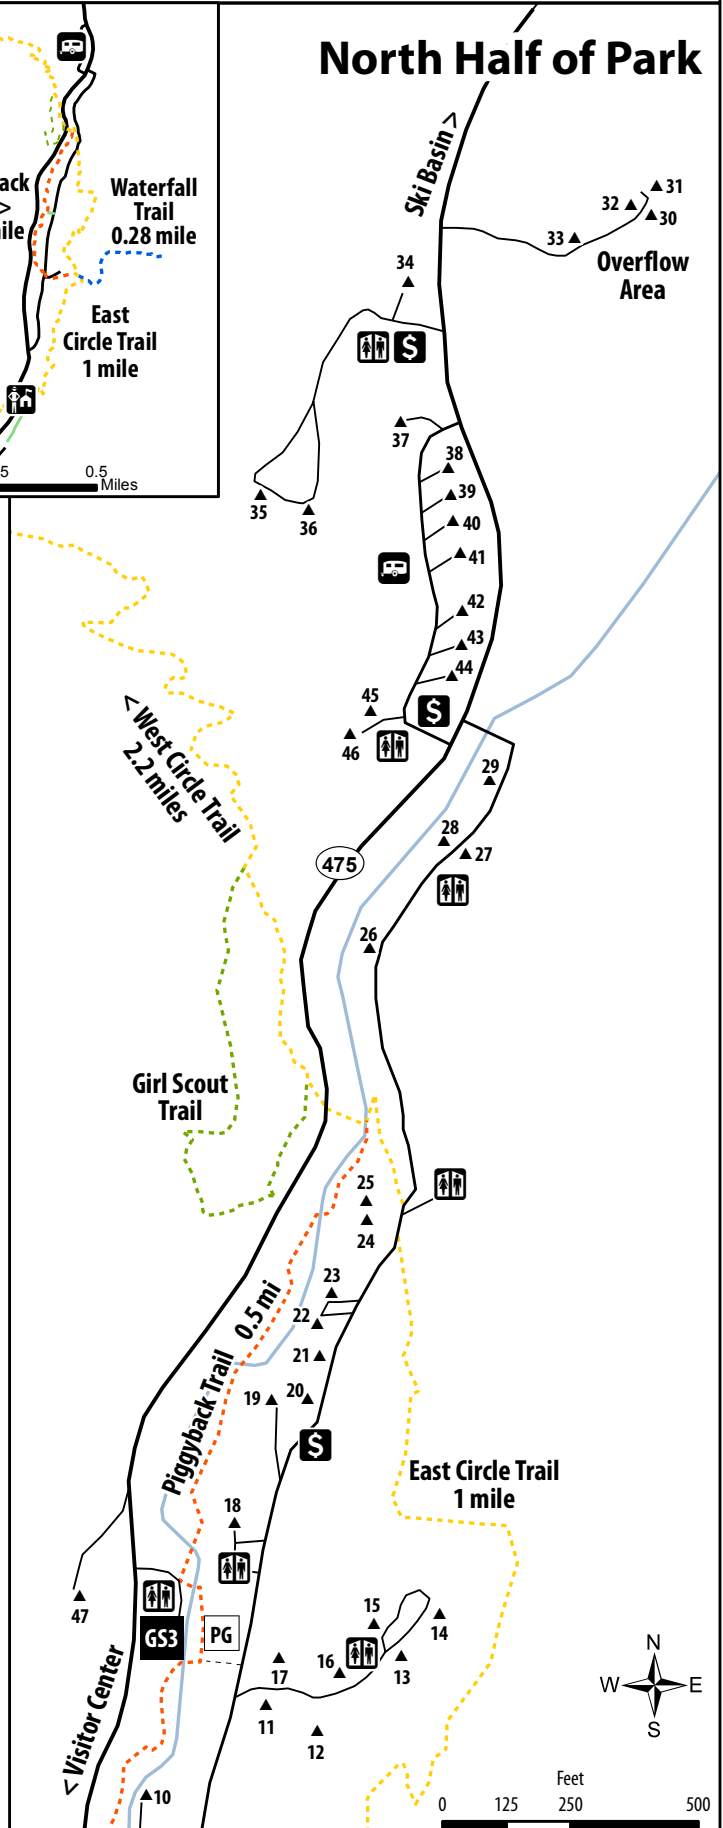 North Half of Park
ack
>
ile
Waterfall
Trail
0.28 mile
East
Circle Trail
1 mile
5
0.5
Miles
Ski Basin >
31
32
30
33
Overflow
Area
34
$
37
38
39
35
36
40
41
42
43
44
45
$
46
< West Circle Trail
2.2 miles
29
28
27
475
26
Girl Scout
Trail
25
24
23
22
21
Piggyback Trail 0.5 mi
19
20
$
East Circle Trail
1 mile
18
47
GS3
PG
15
14
16
13
17
11
12
< Visitor Center
10
N
W
E
S
Feet
0
125
250
500